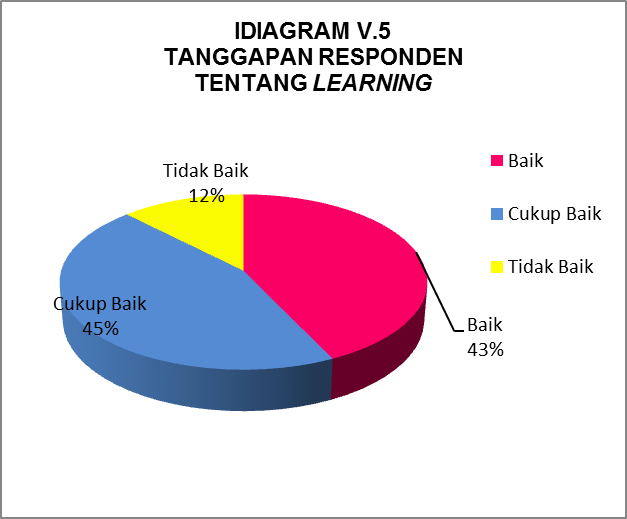 IDIAGRAM V.5
TANGGAPAN RESPONDEN
TENTANG LEARNING
Tidak Baik
12%
Cukup Baik
45%
Baik
43%
Baik
Cukup Baik
Tidak Baik